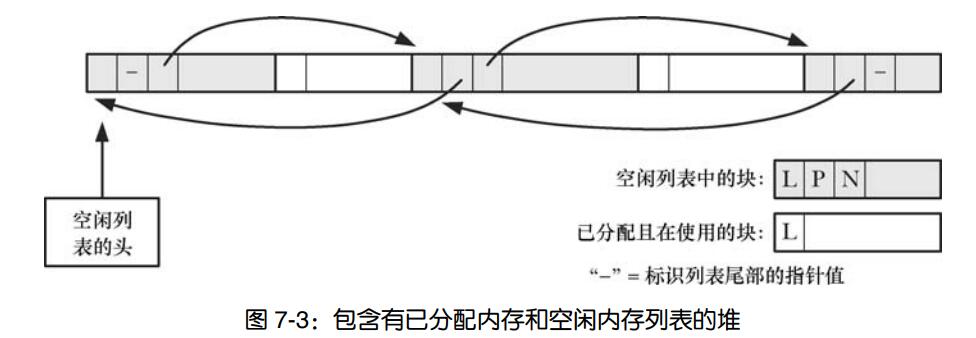 –
–
空闲列
表的头
空闲列表中的块: L P N
已分配且在使用的块: L
“–” = 标识列表尾部的指针值
图 7-3：包含有已分配内存和空闲内存列表的堆